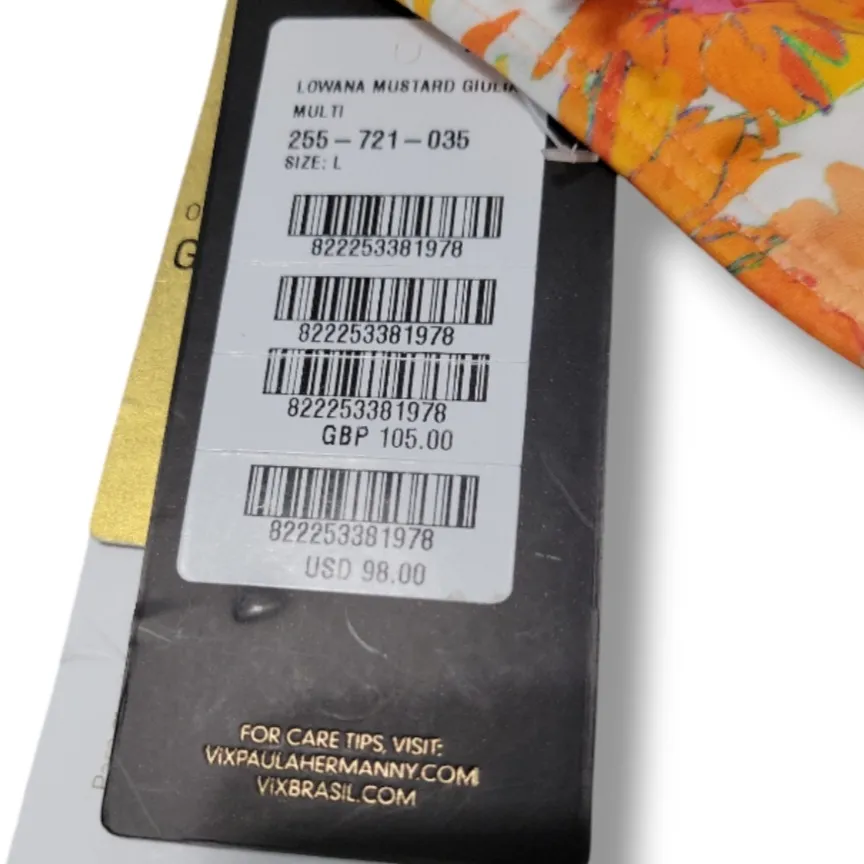 LOWANA MUSTARD GIULIA
MULTI
255-721-035
SIZE: L
822253381978
822253381978
822253381978
GBP 105.00
822253381978
USD 98.00
FOR CARE TIPS, VISIT:
ViXPAULAHERMANNY.COM
ViXBRASIL.COM